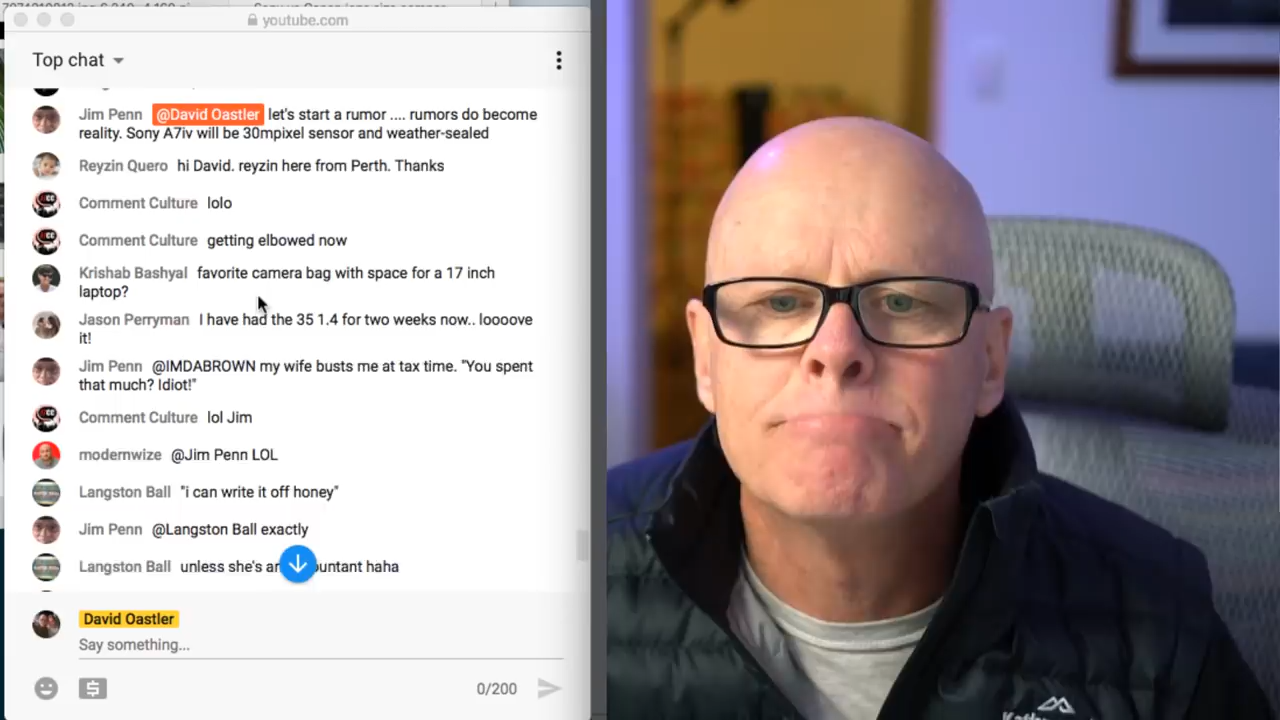 youtube.com
Top chat
Jim Penn @David Oastler let's start a rumor .... rumors do become
reality. Sony A7iv will be 30mpixel sensor and weather-sealed
Reyzin Quero hi David. reyzin here from Perth. Thanks
Comment Culture lolo
Comment Culture getting elbowed now
Krishab Bashyal favorite camera bag with space for a 17 inch
laptop?
Jason Perryman I have had the 35 1.4 for two weeks now.. loooove
it!
Jim Penn @IMDABROWN my wife busts me at tax time. "You spent
that much? Idiot!"
Comment Culture lol Jim
modernwize @Jim Penn LOL
Langston Ball "i can write it off honey"
Jim Penn @Langston Ball exactly
Langston Ball unless she's an untant haha
David Oastler
Say something...
0/200